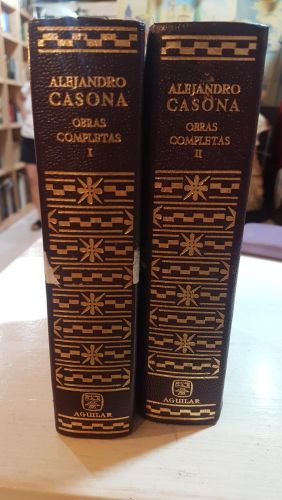 ALEJANDRO
CASONA
OBRAS
COMPLETAS
I
AGUILAR
ALEJANDRO
CASONA
OBRAS
COMPLETAS
II
AGUILAR